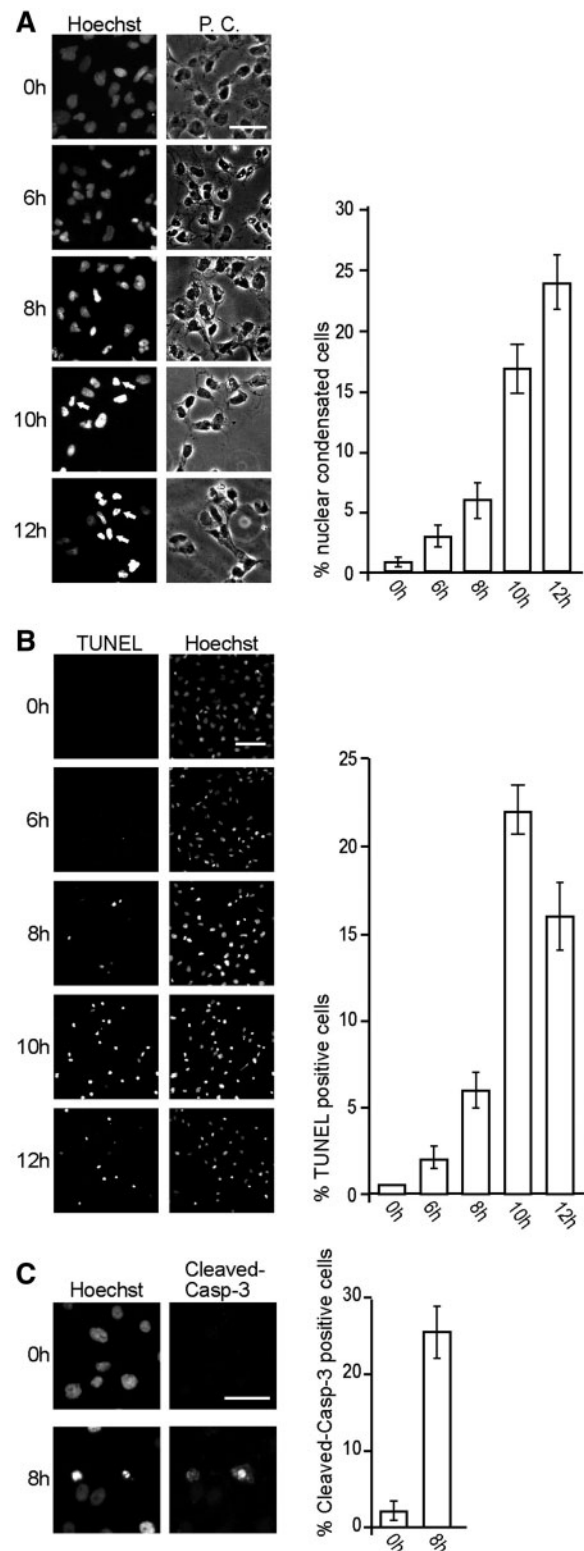 A
Hoechst P. C.
0h
6h
8h
10h
12h
% nuclear condensated cells
30
25
20
15
10
5
0
0h 6h 8h 10h 12h
B
TUNEL Hoechst
0h
6h
8h
10h
12h
% TUNEL positive cells
25
20
15
10
5
0
0h 6h 8h 10h 12h
C
Hoechst Cleaved-
Casp-3
0h
8h
% Cleaved-Casp-3 positive cells
30
20
10
0
0h 8h